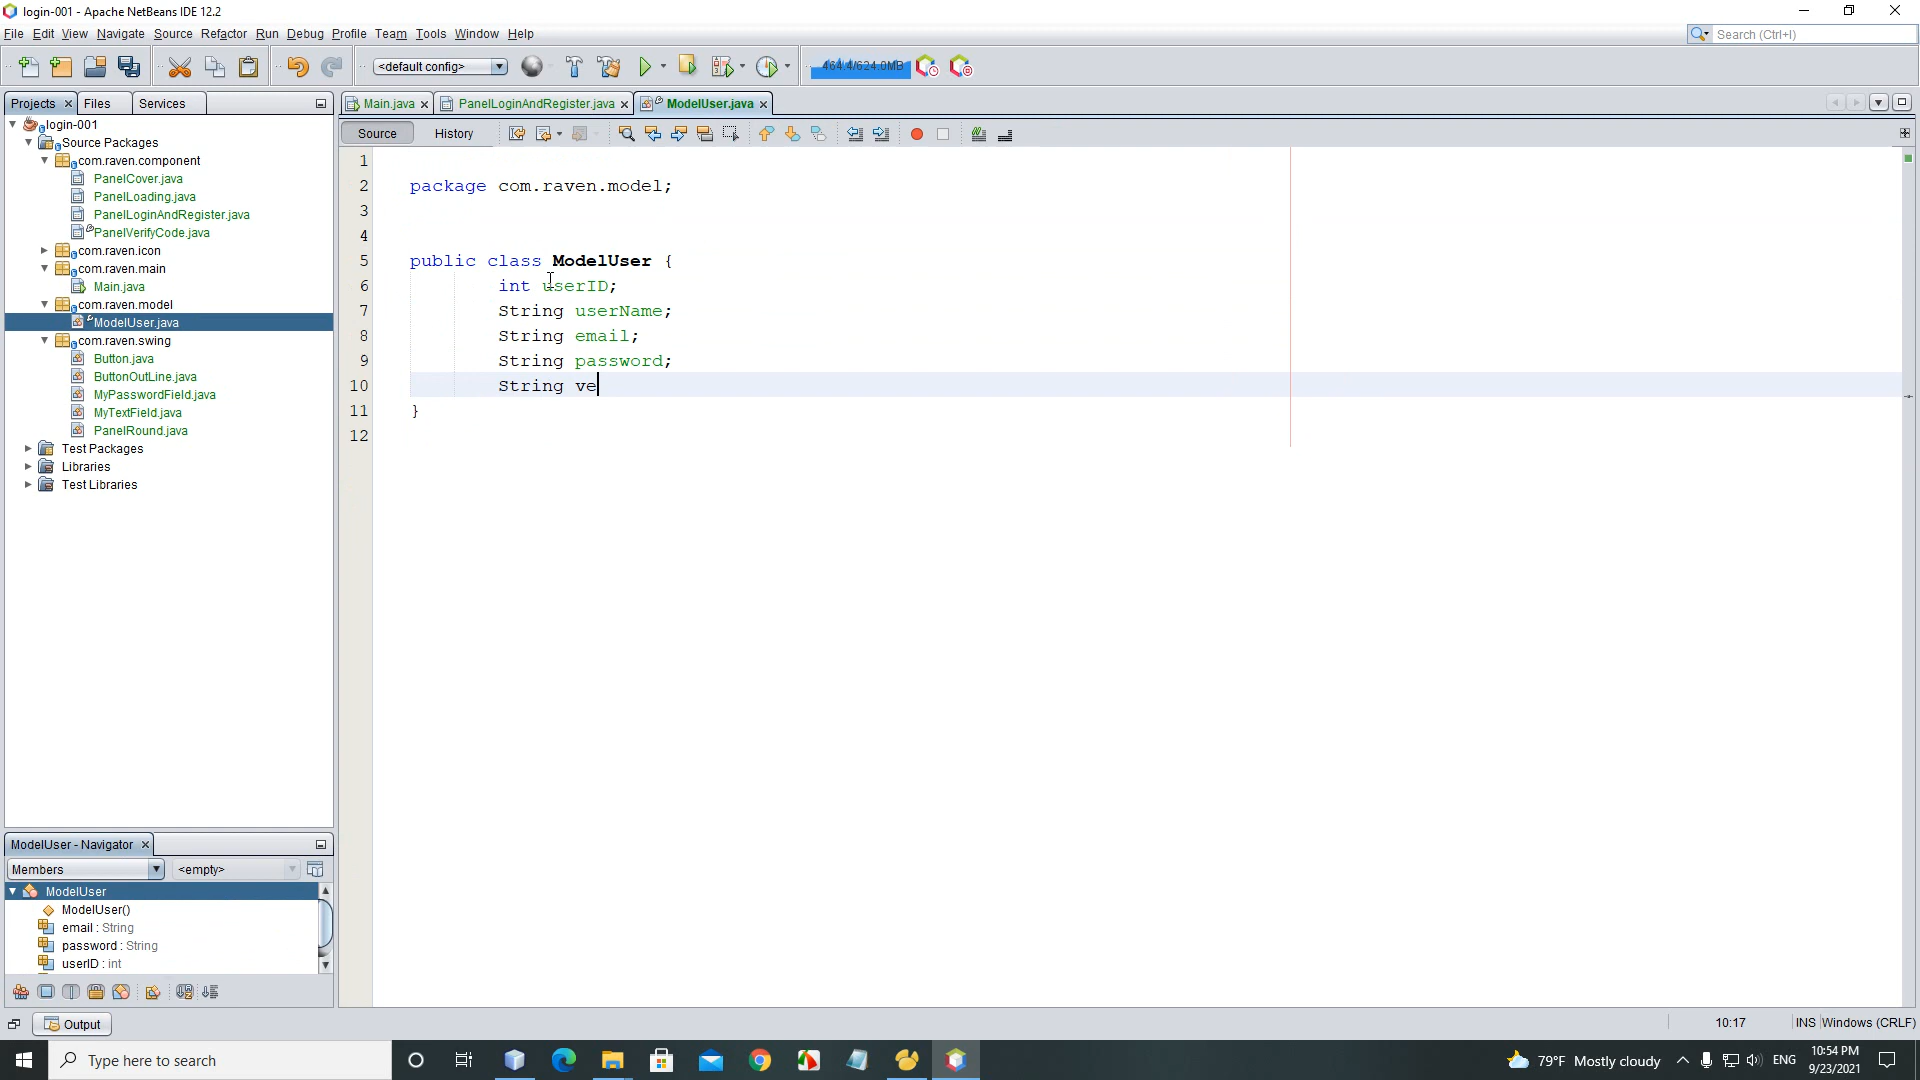 login-001 - Apache NetBeans IDE 12.2
File Edit View Navigate Source Refactor Run Debug Profile Team Tools Window Help
Search (Ctrl+I)
<default config>
464.4/624.0MB
Projects Files Services
Main.java PanelLoginAndRegister.java ModelUser.java
Source History
login-001
Source Packages
com.raven.component
PanelCover.java
PanelLoading.java
PanelLoginAndRegister.java
PanelVerifyCode.java
com.raven.icon
com.raven.main
Main.java
com.raven.model
ModelUser.java
com.raven.swing
Button.java
ButtonOutLine.java
MyPasswordField.java
MyTextField.java
PanelRound.java
Test Packages
Libraries
Test Libraries
1
2 package com.raven.model;
3
4
5 public class ModelUser {
6 int userID;
7 String userName;
8 String email;
9 String password;
10 String ve
11 }
12
ModelUser - Navigator
Members <empty>
ModelUser
ModelUser()
email : String
password : String
userID : int
Output
10:17 INS Windows (CRLF)
Type here to search
79°F Mostly cloudy ENG
10:54 PM
9/23/2021